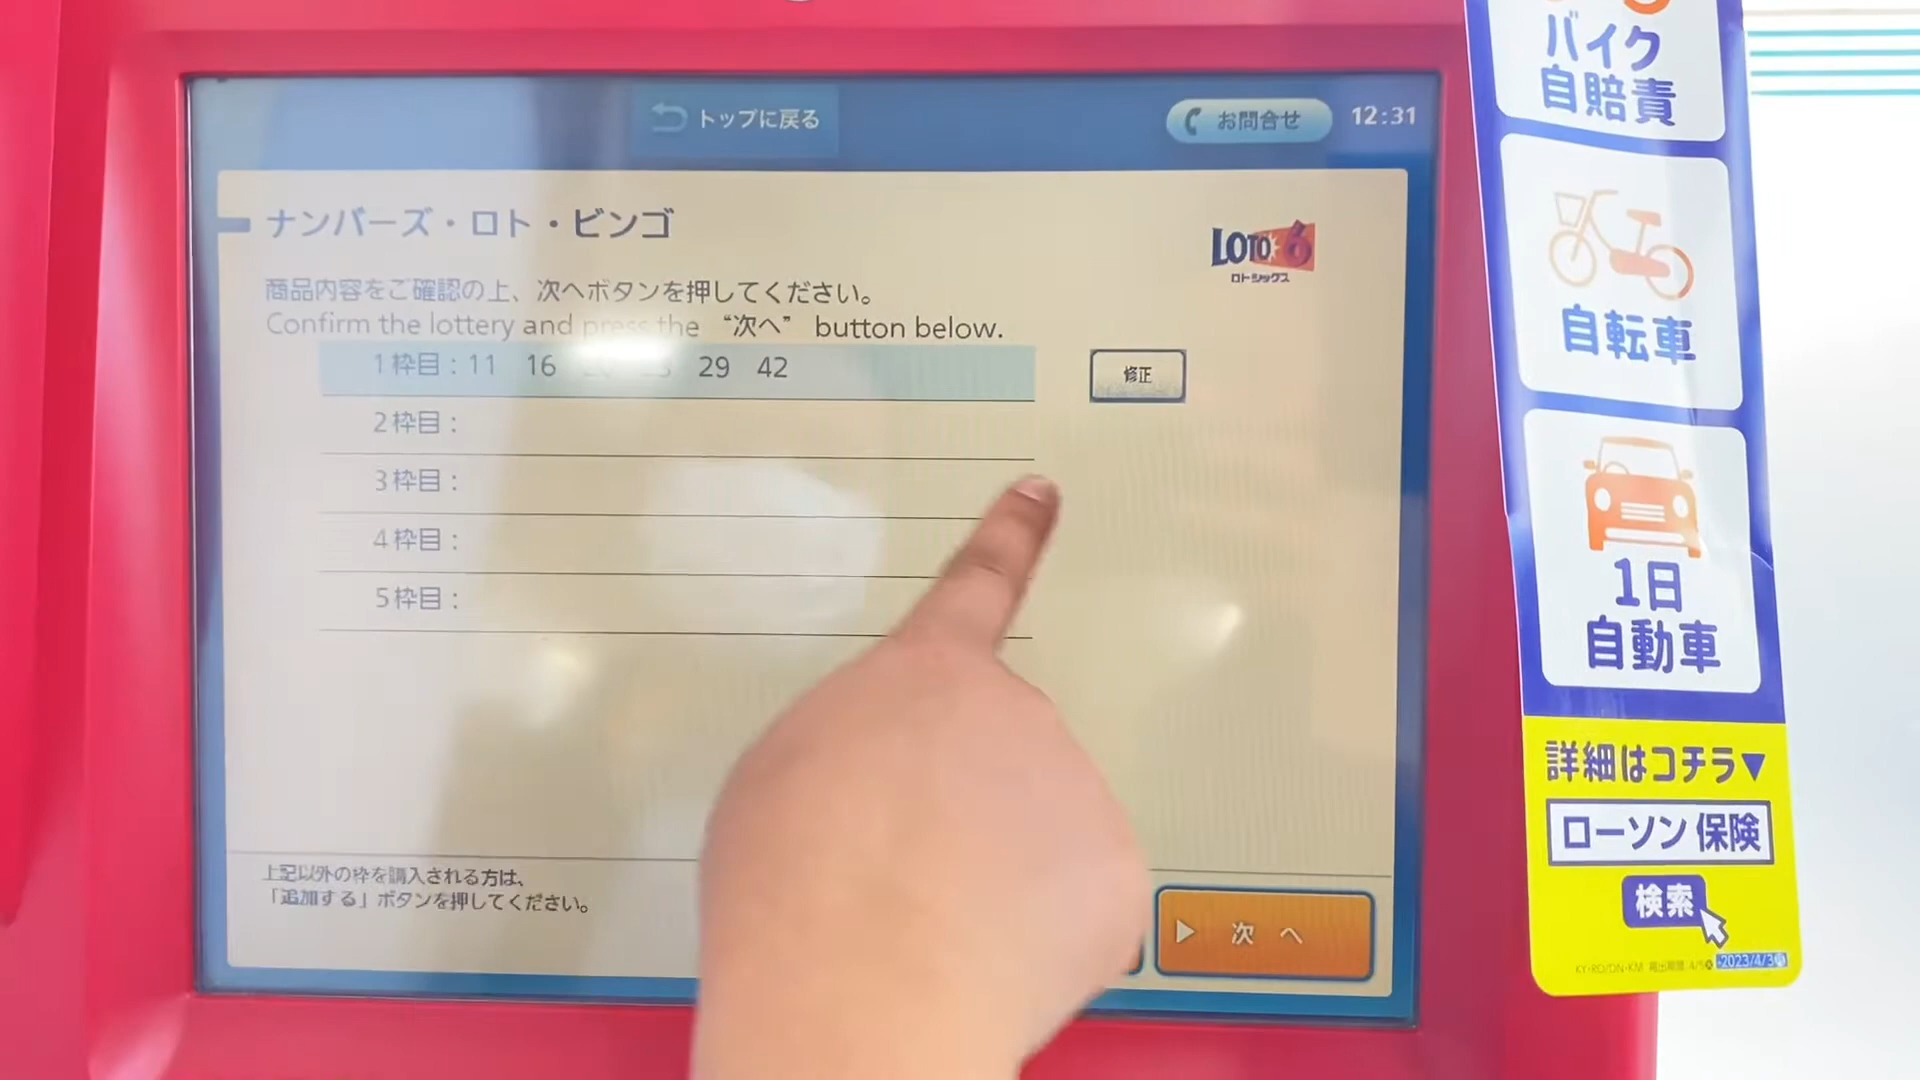 トップに戻る
お問合せ
12:31
ナンバーズ・ロト・ビンゴ
LOTO 6
ロトシックス
商品内容をご確認の上、次へボタンを押してください。
Confirm the lottery and press the “次へ” button below.
1枠目：11 16 29 42
修正
2枠目：
3枠目：
4枠目：
5枠目：
上記以外の枠を購入される方は、
「追加する」ボタンを押してください。
次へ
バイク
自賠責
自転車
1日
自動車
詳細はコチラ▼
ローソン 保険
検索